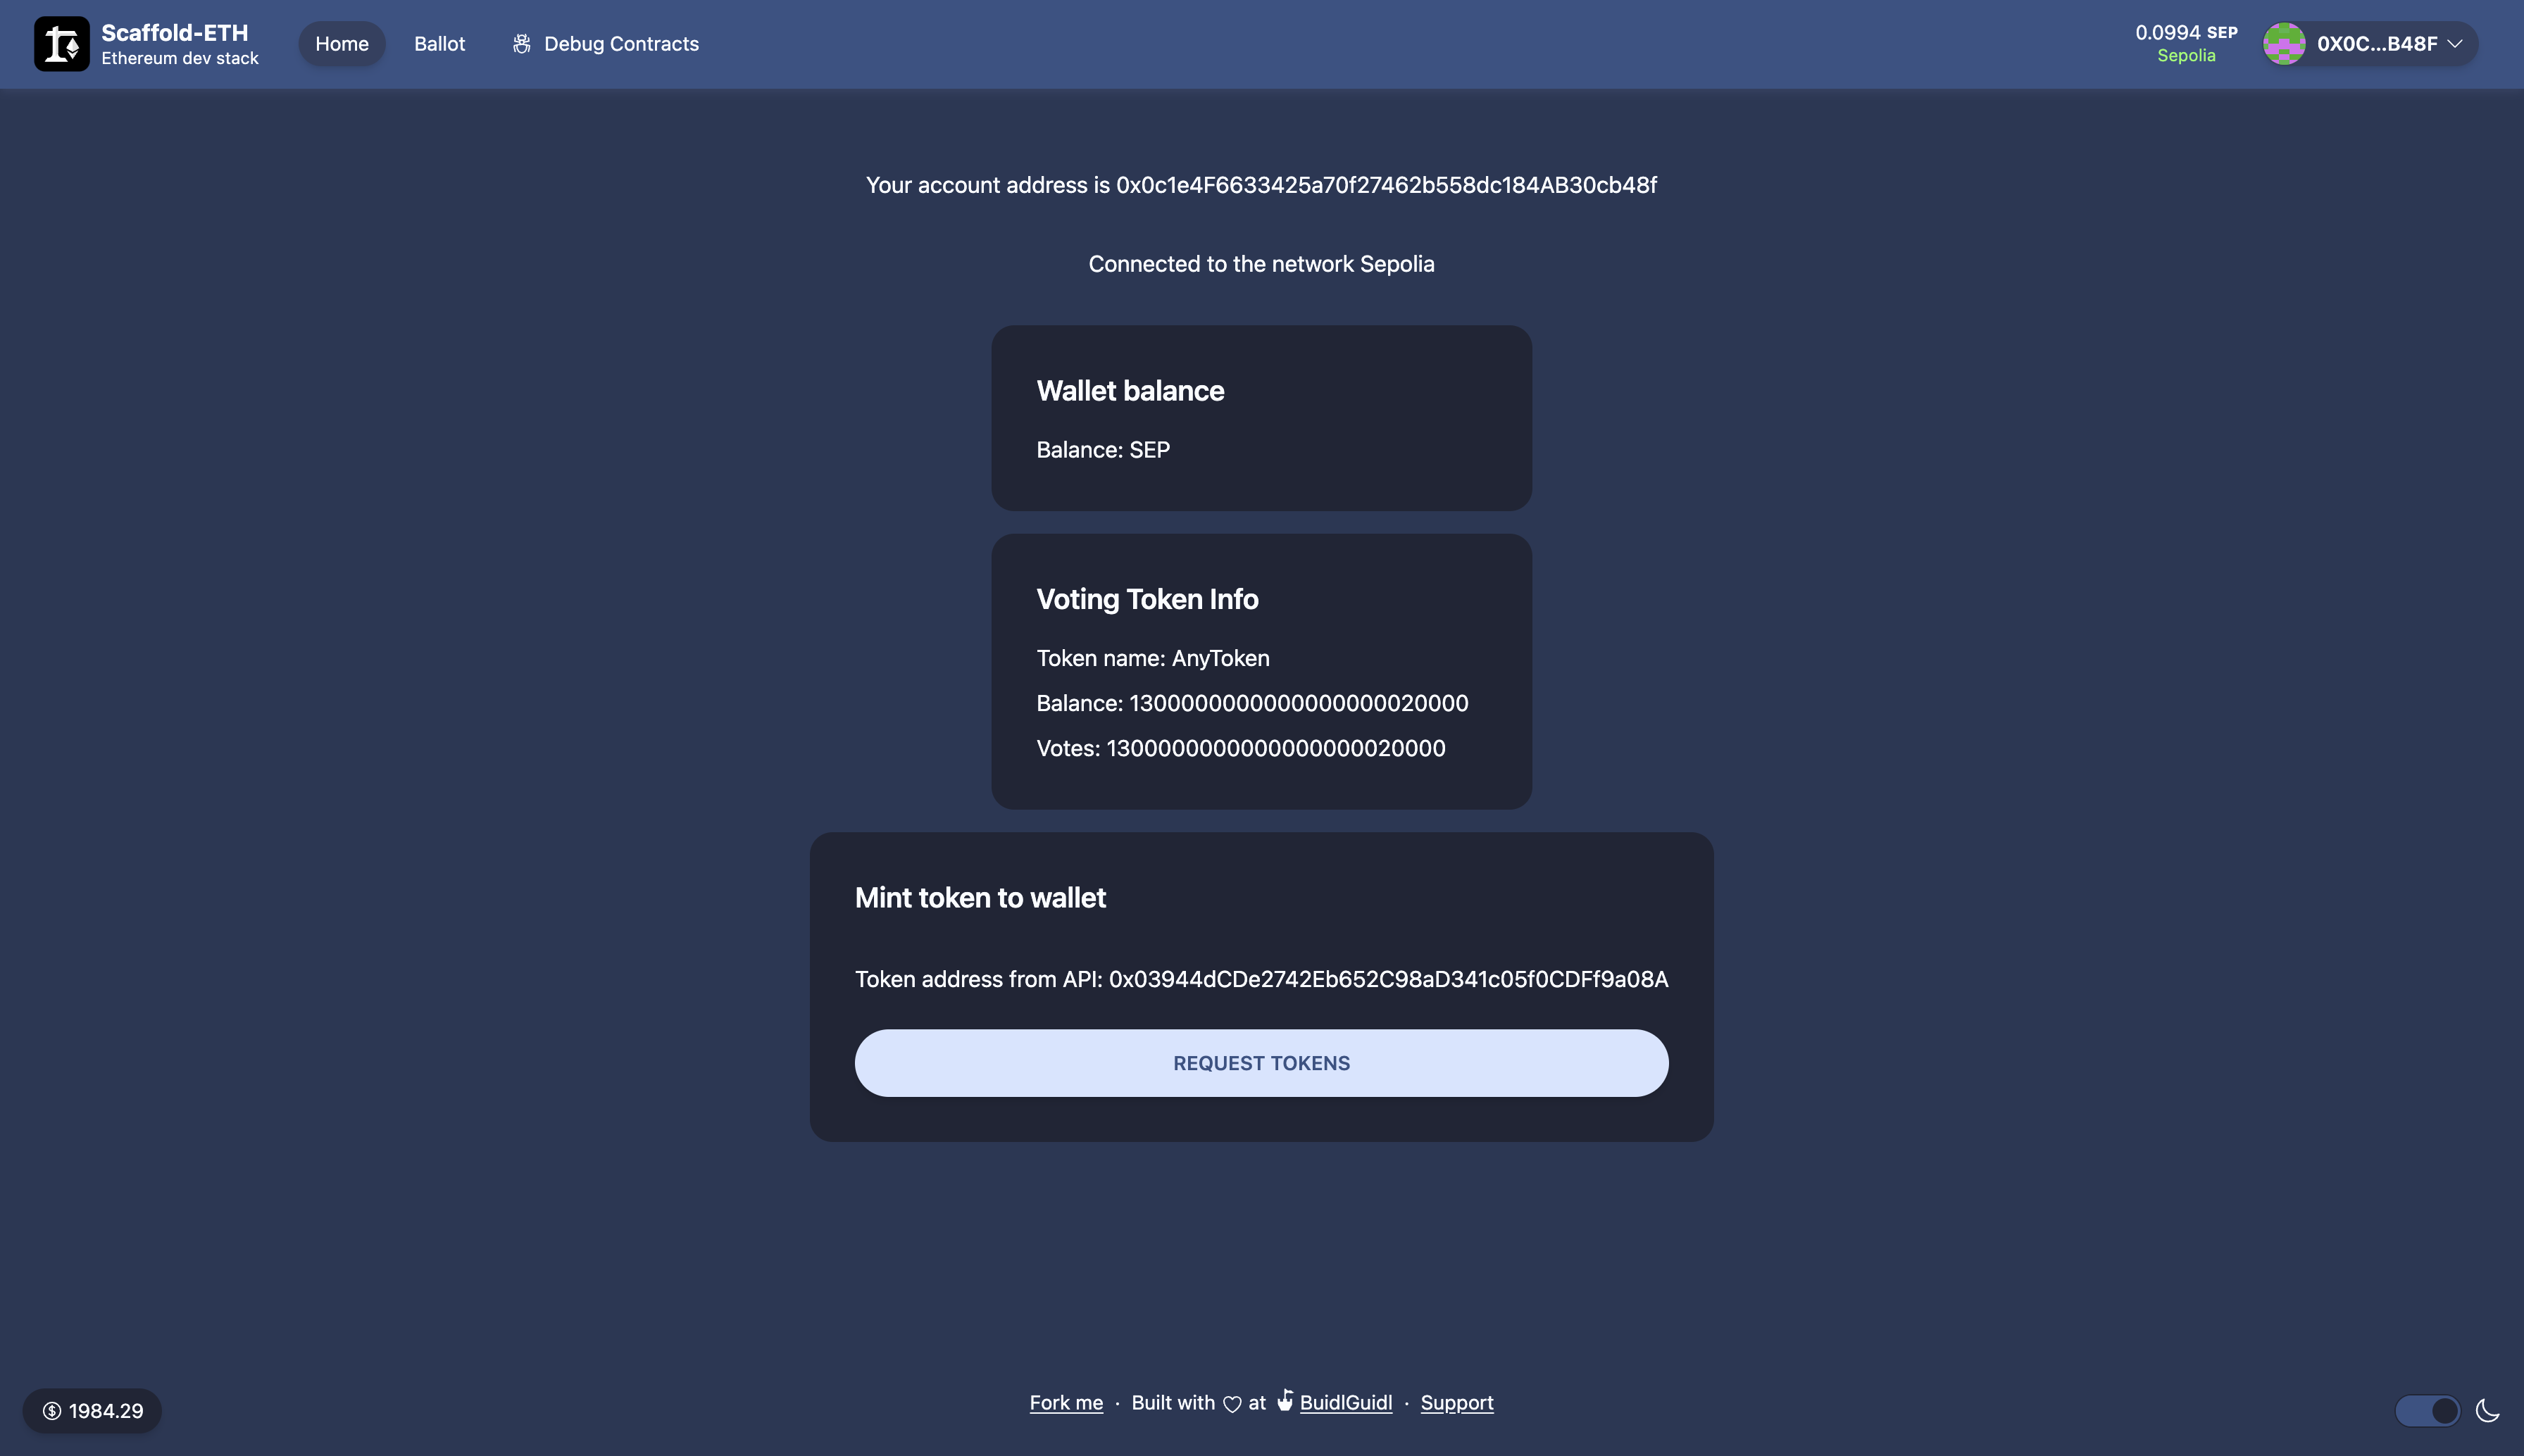 Scaffold-ETH
Ethereum dev stack
Home
Ballot
Debug Contracts
0.0994 SEP
Sepolia
0X0C...B48F
Your account address is 0x0c1e4F6633425a70f27462b558dc184AB30cb48f
Connected to the network Sepolia
Wallet balance
Balance: SEP
Voting Token Info
Token name: AnyToken
Balance: 1300000000000000000020000
Votes: 1300000000000000000020000
Mint token to wallet
Token address from API: 0x03944dCDe2742Eb652C98aD341c05f0CDFf9a08A
REQUEST TOKENS
1984.29
Fork me · Built with at BuidlGuidl · Support